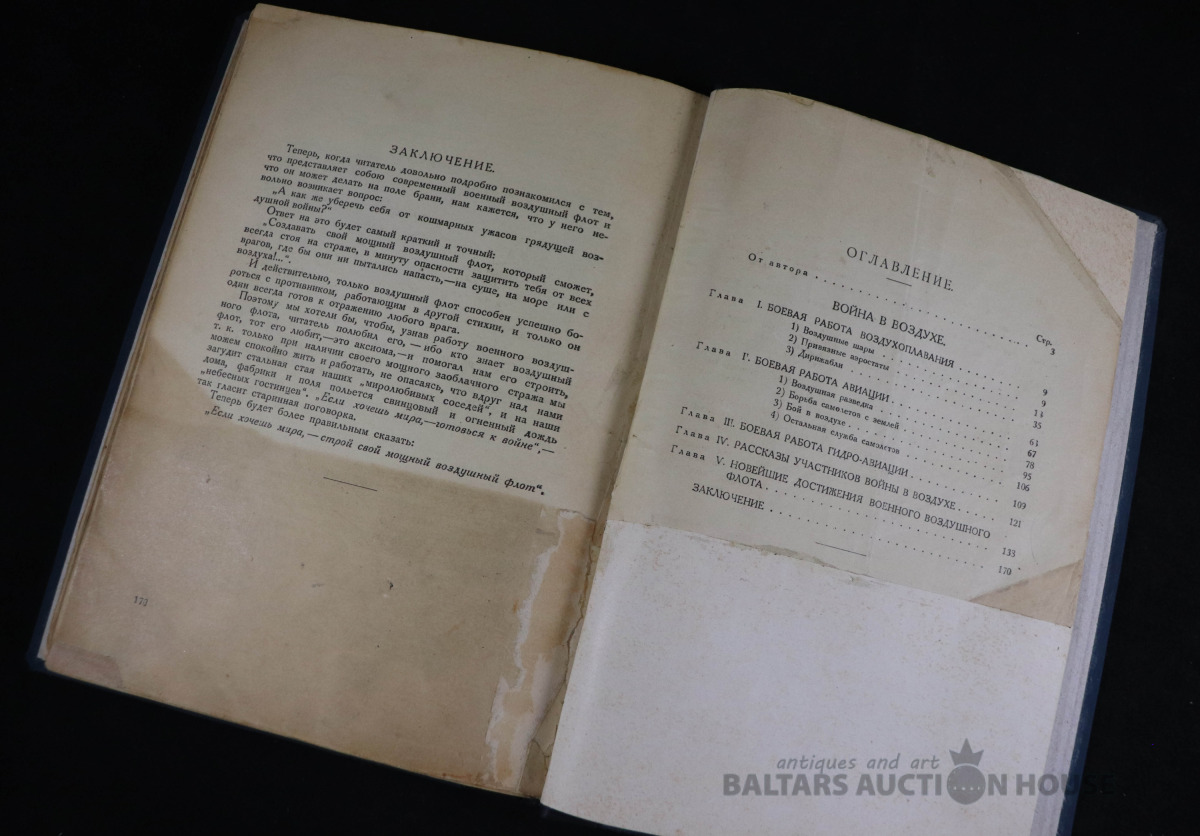 ЗАКЛЮЧЕНИЕ.
Теперь, когда читатель довольно подробно познакомился с тем,
что представляет собою современный военный воздушный флот и
что он может делать на поле брани, нам кажется, что у него не-
вольно возникает вопрос:
„А как же уберечь себя от кошмарных ужасов грядущей воз-
душной войны?“
Ответ на это будет самый краткий и точный:
„Создавать свой мощный воздушный флот, который сможет,
всегда стоя на страже, в минуту опасности защитить тебя от всех
врагов, где бы они ни пытались напасть,—на суше, на море или с
воздуха!...“.
И действительно, только воздушный флот способен успешно бо-
роться с противником, работающим в другой стихии, и только он
один всегда готов к отражению любого врага.
Поэтому мы хотели бы, чтобы, узнав работу военного воздуш-
ного флота, читатель полюбил его, — ибо кто знает воздушный
флот, тот его любит,—это аксиома,—и помогал нам его строить,
т. к. только при наличии своего мощного заоблачного стража мы
можем спокойно жить и работать, не опасаясь, что вдруг над нами
загудит стальная стая наших „миролюбивых соседей“, и на наши
дома, фабрики и поля польется свинцовый и огненный дождь
„небесных гостинцев“. „Если хочешь мира,—готовься к войне“,—
так гласит старинная поговорка.
Теперь будет более правильным сказать:
„Если хочешь мира, — строй свой мощный воздушный флот“.
ОГЛАВЛЕНИЕ.
Стр.
От автора . . . 3
ВОЙНА В ВОЗДУХЕ.
Глава I. БОЕВАЯ РАБОТА ВОЗДУХОПЛАВАНИЯ . . . 9
1) Воздушные шары . . . 9
2) Привязные аэростаты . . . 14
3) Дирижабли . . . 35
Глава II. БОЕВАЯ РАБОТА АВИАЦИИ . . . 64
1) Воздушная разведка . . . 67
2) Борьба самолетов с землей . . . 78
3) Бой в воздухе . . . 95
4) Остальная служба самолетов . . . 106
Глава III. БОЕВАЯ РАБОТА ГИДРО-АВИАЦИИ . . . 109
Глава IV. РАССКАЗЫ УЧАСТНИКОВ ВОЙНЫ В ВОЗДУХЕ . . . 121
Глава V. НОВЕЙШИЕ ДОСТИЖЕНИЯ ВОЕННОГО ВОЗДУШНОГО
ФЛОТА . . . 133
ЗАКЛЮЧЕНИЕ . . . 170
antiques and art
BALTARS AUCTION HOUSE